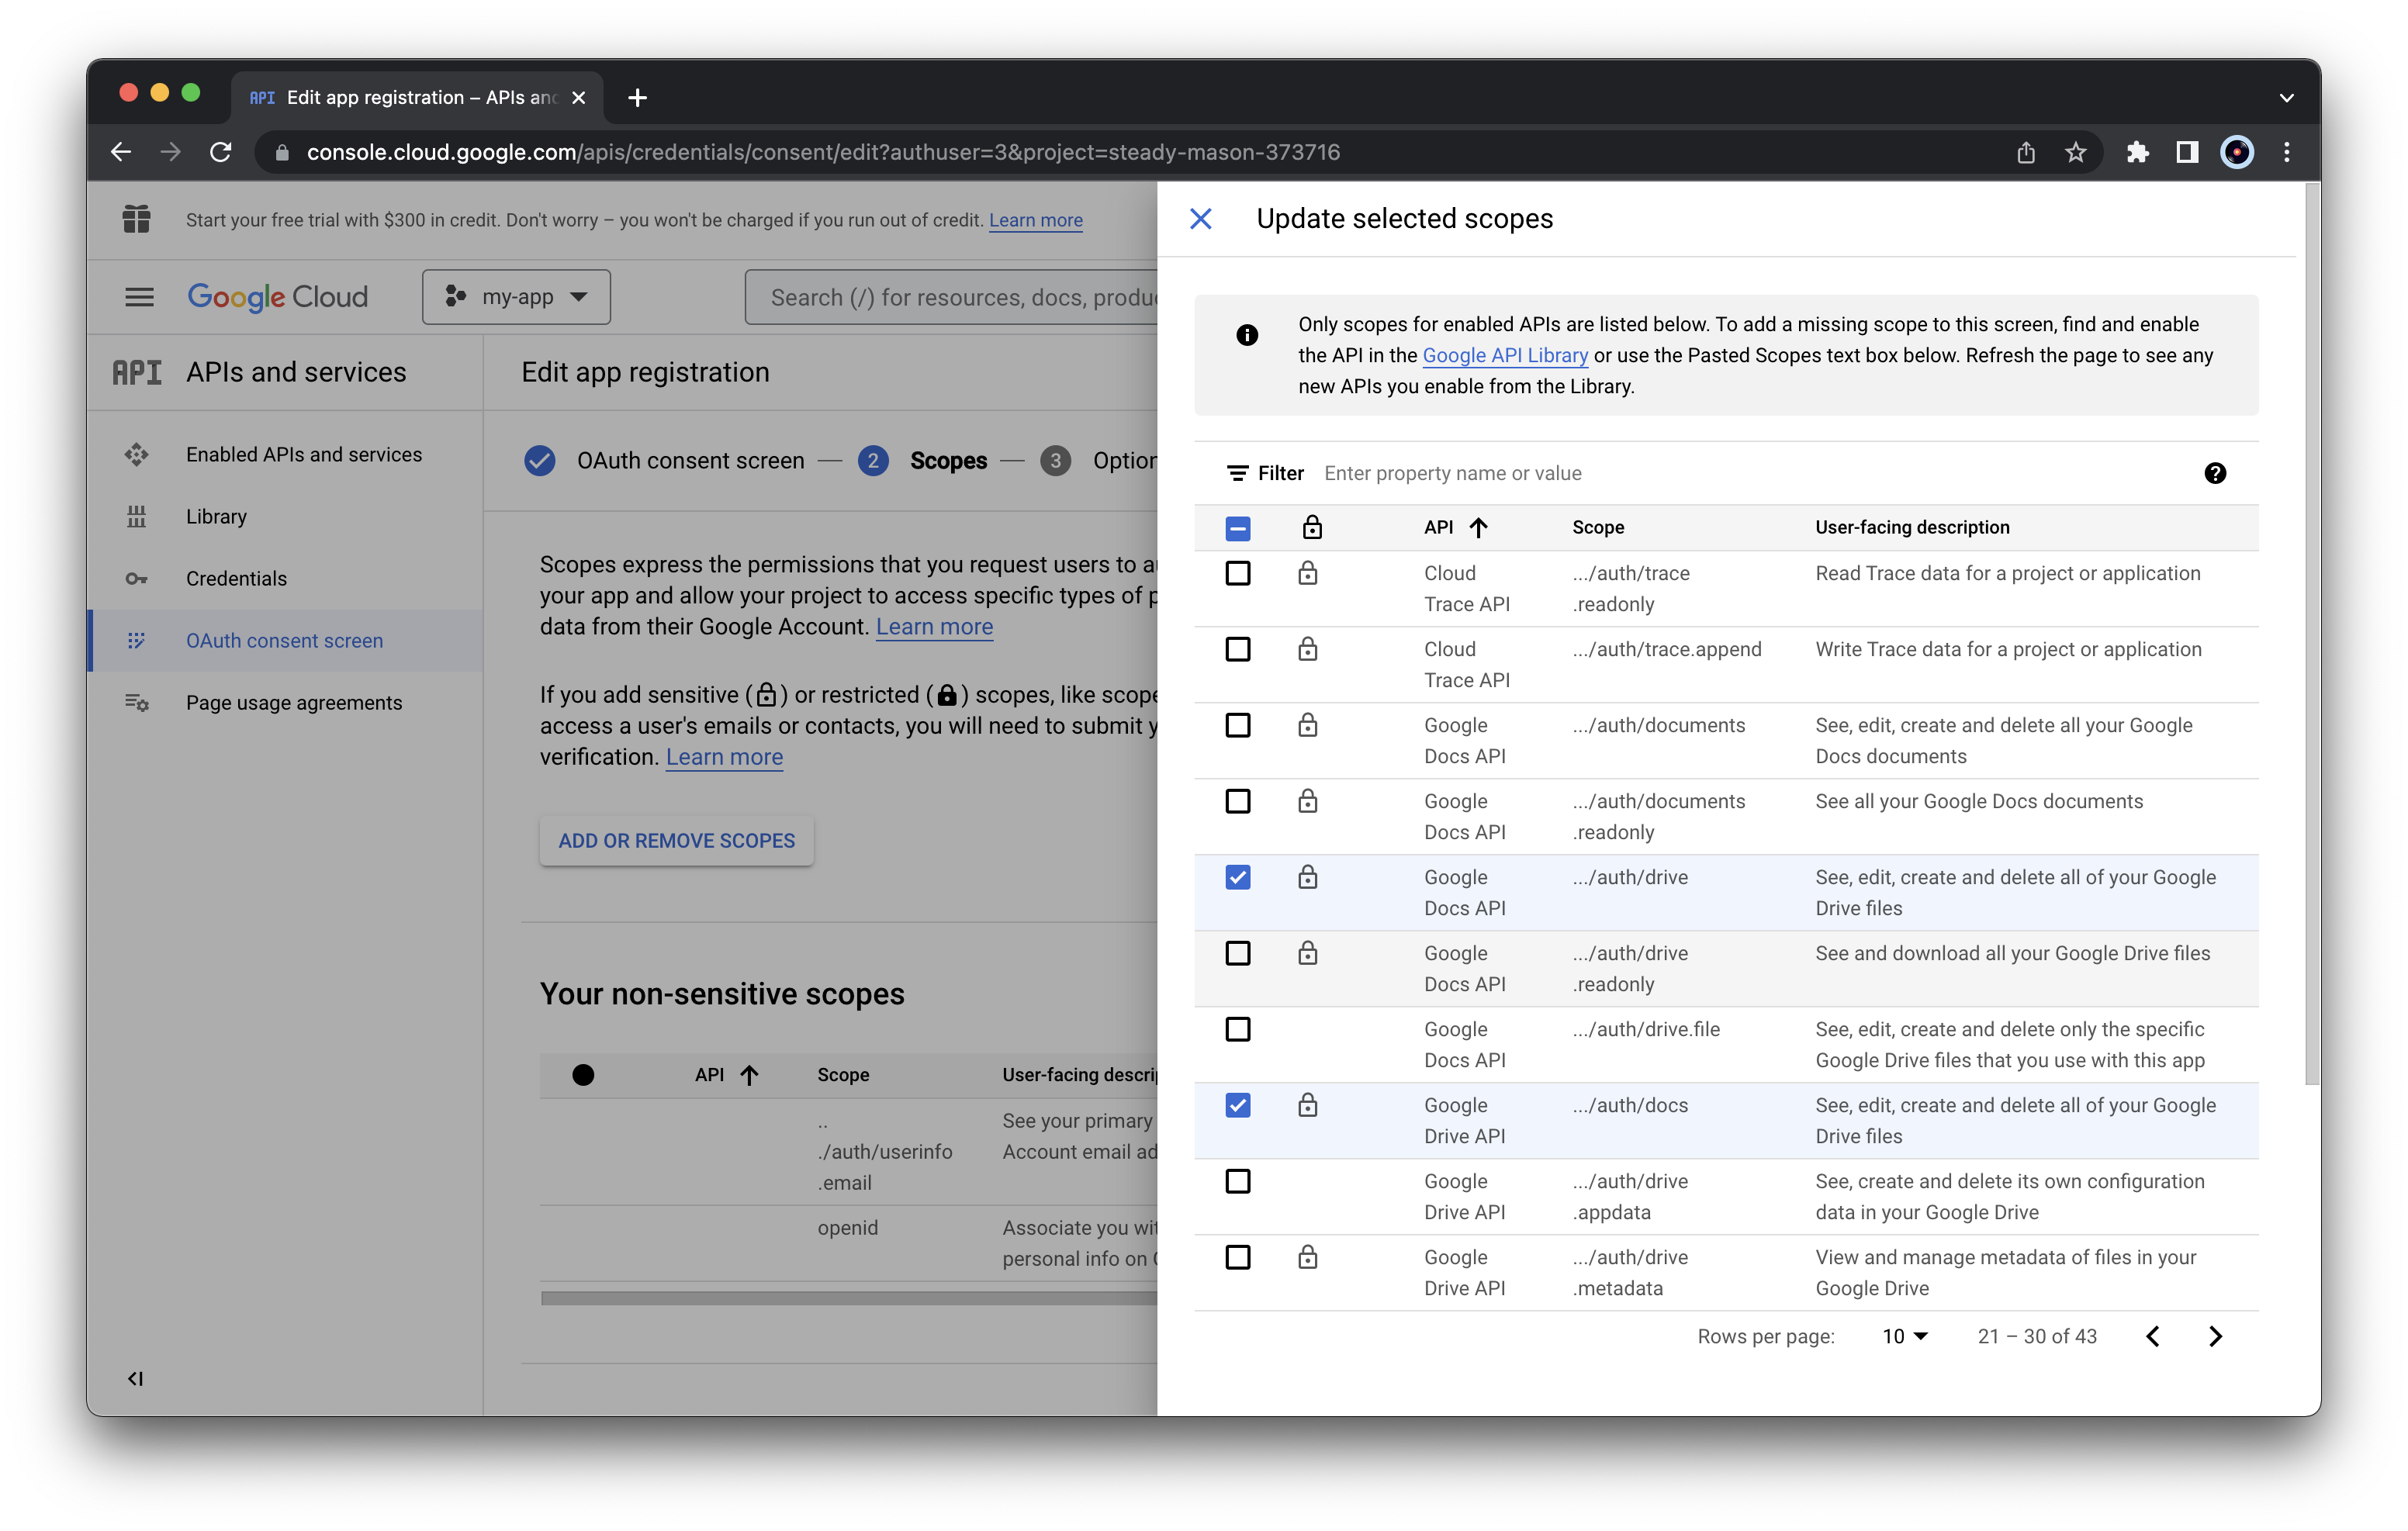 API Edit app registration – APIs and
console.cloud.google.com/apis/credentials/consent/edit?authuser=3&project=steady-mason-373716
Start your free trial with $300 in credit. Don't worry – you won't be charged if you run out of credit. Learn more
Google Cloud
my-app
Search (/) for resources, docs, produ
API APIs and services
Enabled APIs and services
Library
Credentials
OAuth consent screen
Page usage agreements
Edit app registration
OAuth consent screen — 2 Scopes — 3 Option
Scopes express the permissions that you request users to a
your app and allow your project to access specific types of p
data from their Google Account. Learn more
If you add sensitive ( ) or restricted ( ) scopes, like scope
access a user's emails or contacts, you will need to submit y
verification. Learn more
ADD OR REMOVE SCOPES
Your non-sensitive scopes
API Scope User-facing descrip
..
./auth/userinfo
.email
See your primary
Account email ad
openid
Associate you wit
personal info on G
Update selected scopes
Only scopes for enabled APIs are listed below. To add a missing scope to this screen, find and enable
the API in the Google API Library or use the Pasted Scopes text box below. Refresh the page to see any
new APIs you enable from the Library.
Filter Enter property name or value
API Scope User-facing description
Cloud .../auth/trace Read Trace data for a project or application
Trace API .readonly
Cloud .../auth/trace.append Write Trace data for a project or application
Trace API
Google .../auth/documents See, edit, create and delete all your Google
Docs API Docs documents
Google .../auth/documents See all your Google Docs documents
Docs API .readonly
Google .../auth/drive See, edit, create and delete all of your Google
Docs API Drive files
Google .../auth/drive See and download all your Google Drive files
Docs API .readonly
Google .../auth/drive.file See, edit, create and delete only the specific
Docs API Google Drive files that you use with this app
Google .../auth/docs See, edit, create and delete all of your Google
Drive API Drive files
Google .../auth/drive See, create and delete its own configuration
Drive API .appdata data in your Google Drive
Google .../auth/drive View and manage metadata of files in your
Drive API .metadata Google Drive
Rows per page: 10 21 – 30 of 43